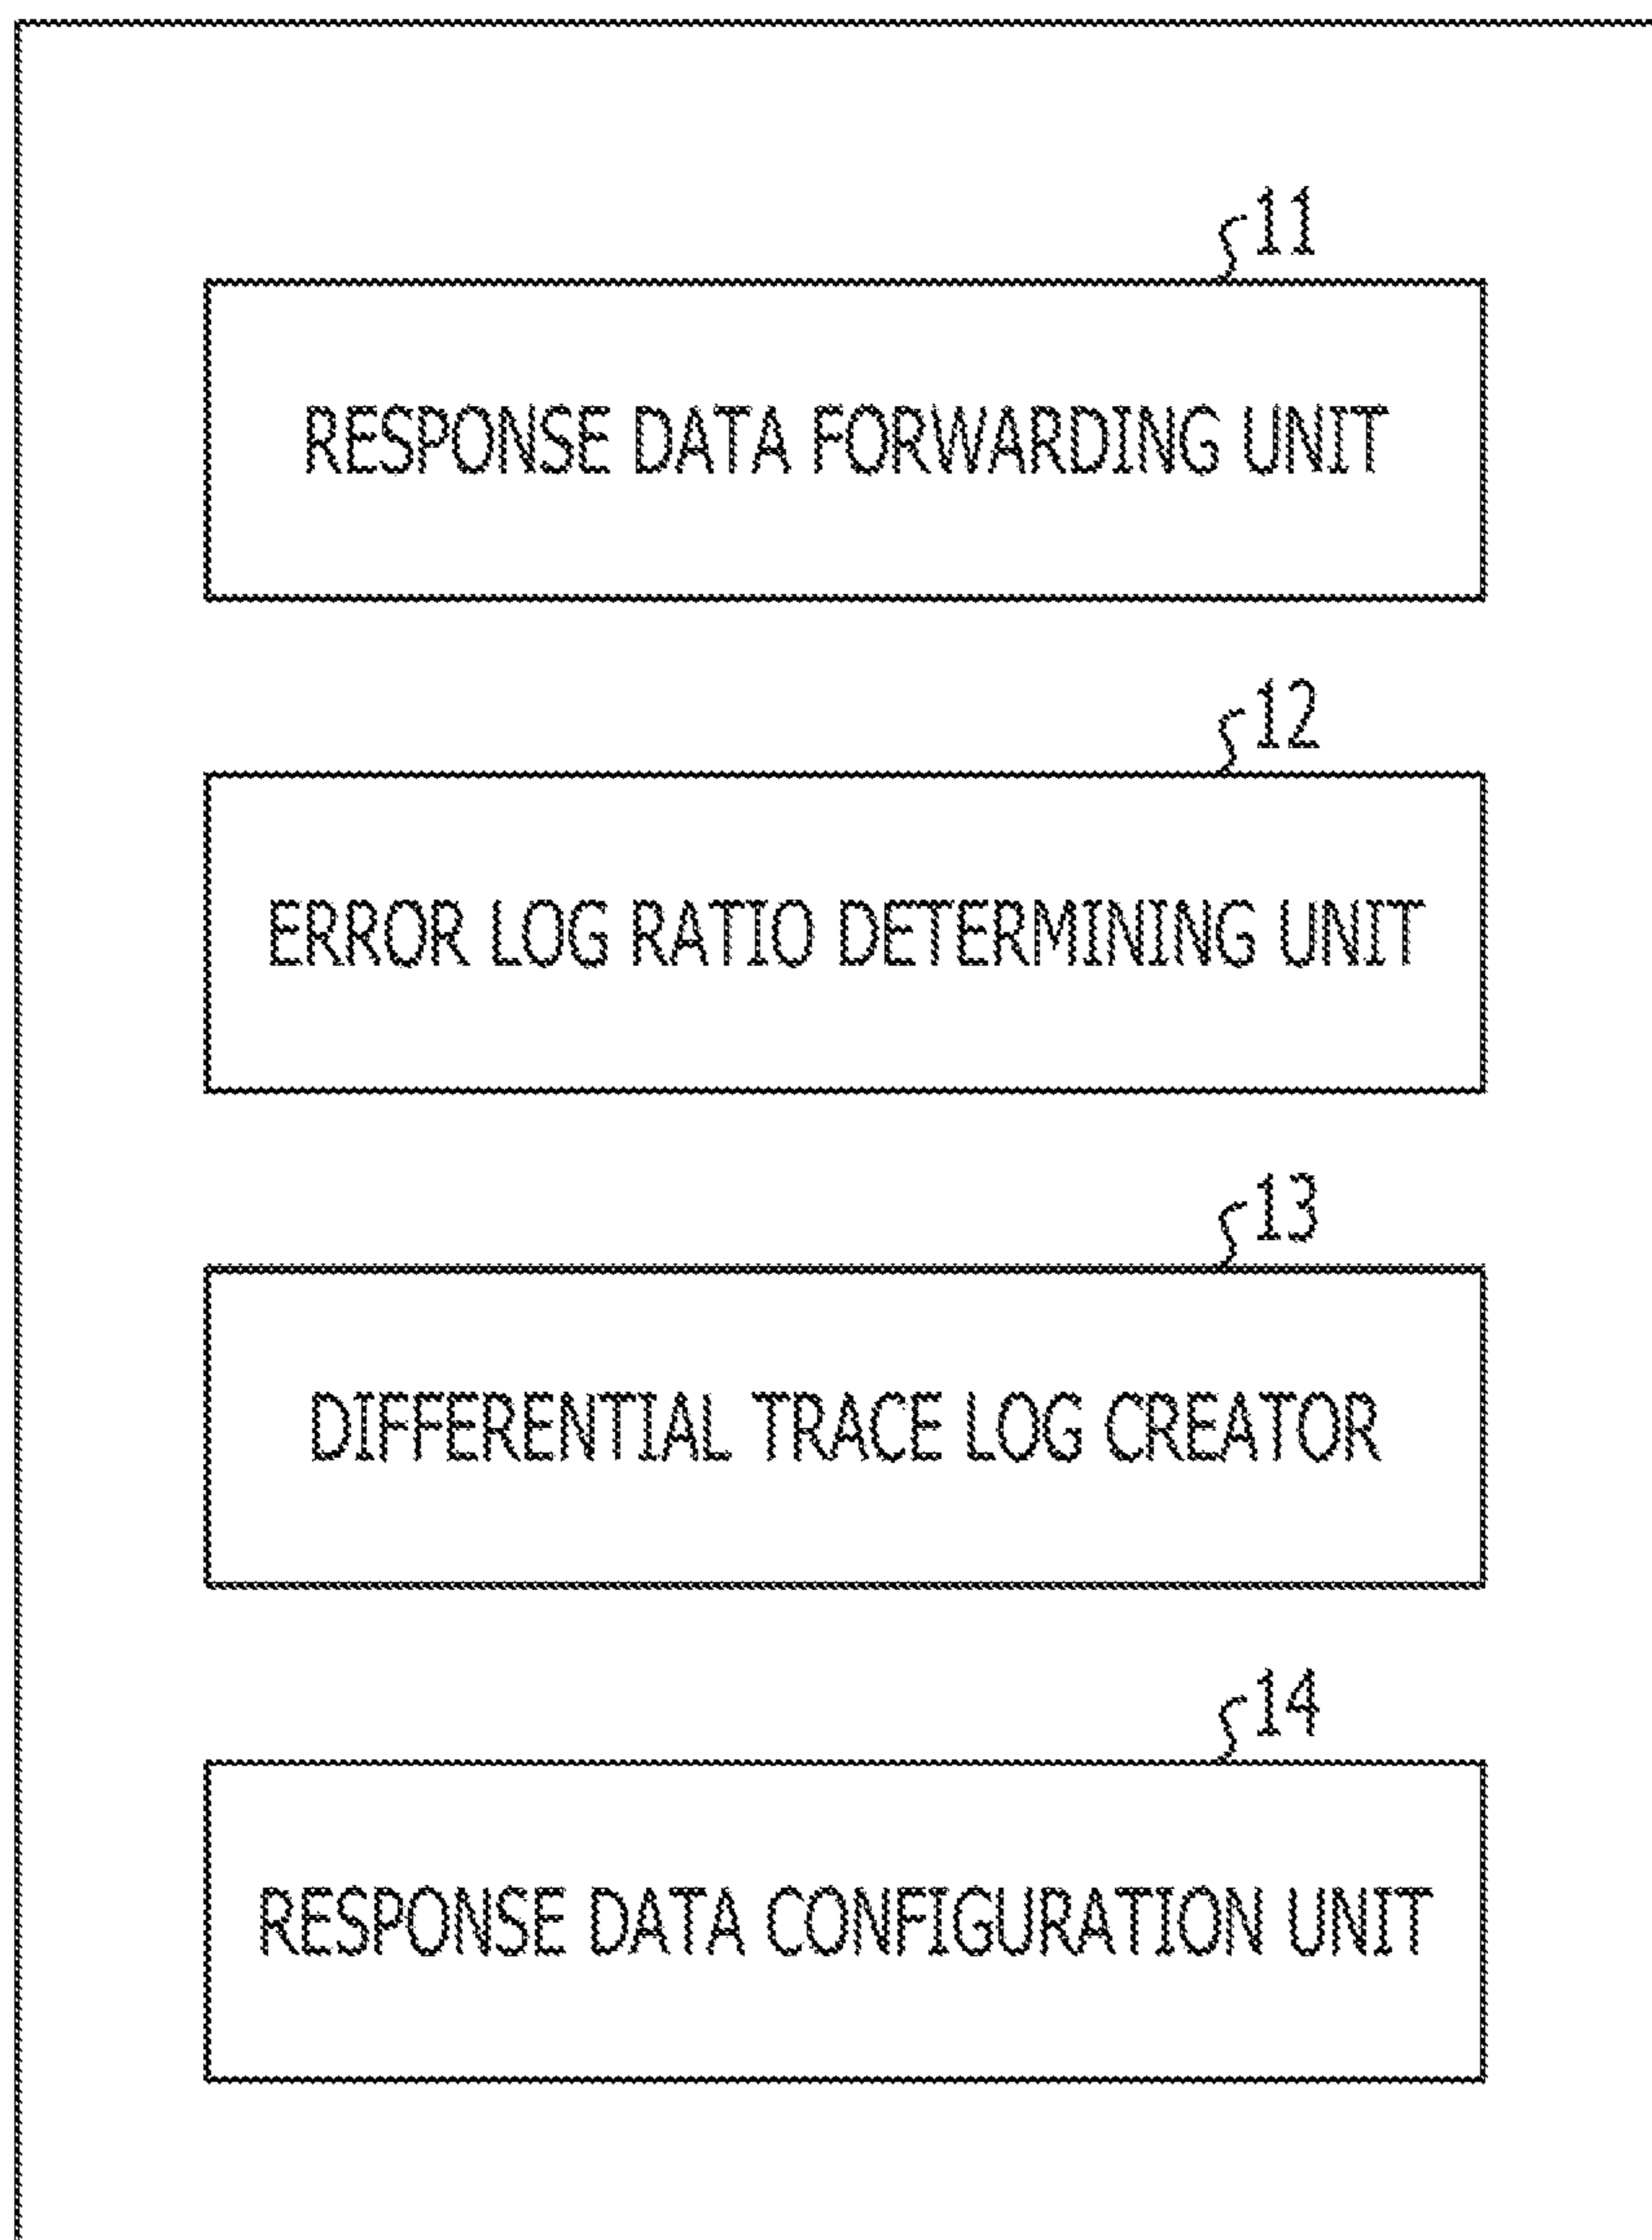 11
RESPONSE DATA FORWARDING UNIT
12
ERROR LOG RATIO DETERMINING UNIT
13
DIFFERENTIAL TRACE LOG CREATOR
14
RESPONSE DATA CONFIGURATION UNIT